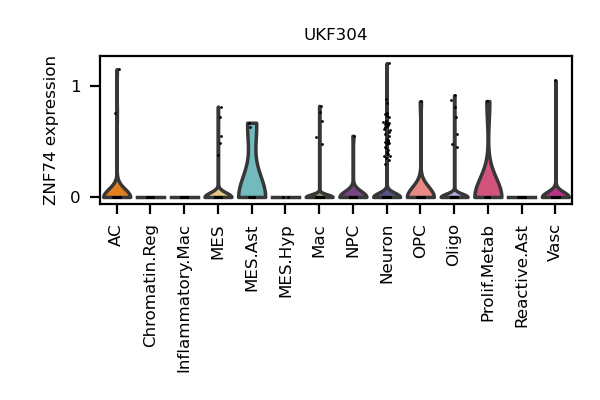 UKF304
ZNF74 expression
1
0
AC
Chromatin.Reg
Inflammatory.Mac
MES
MES.Ast
MES.Hyp
Mac
NPC
Neuron
OPC
Oligo
Prolif.Metab
Reactive.Ast
Vasc